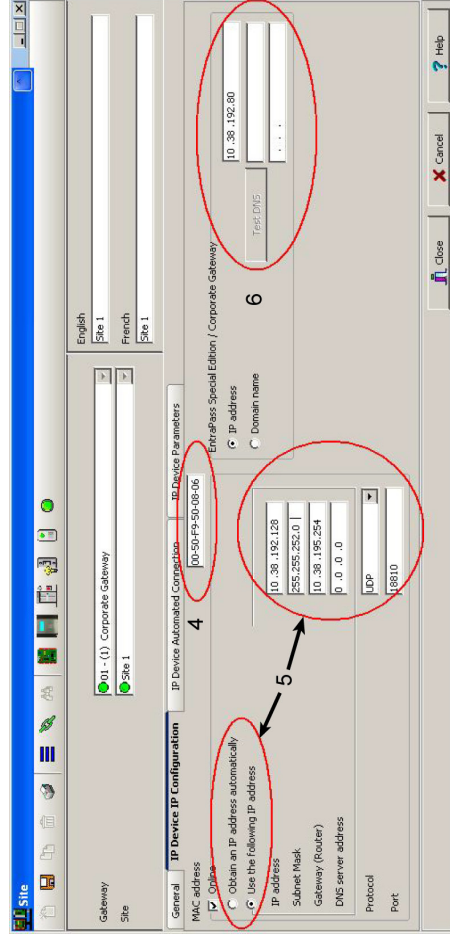 Site
Gateway
01 - (1) Corporate Gateway
Site
Site 1
English
Site 1
French
Site 1
General
IP Device IP Configuration
IP Device Automated Connection
IP Device Parameters
MAC address
00-50-F9-50-08-06
4
Online
Obtain an IP address automatically
Use the following IP address
5
IP address
10 .38 .192.128
Subnet Mask
255.255.252.0
Gateway (Router)
10 .38 .195.254
DNS server address
0 .0 .0 .0
Protocol
UDP
Port
18810
EntraPass Special Edition / Corporate Gateway
IP address
10 .38 .192.80
Domain name
Test DNS
. . .
6
Close
Cancel
Help